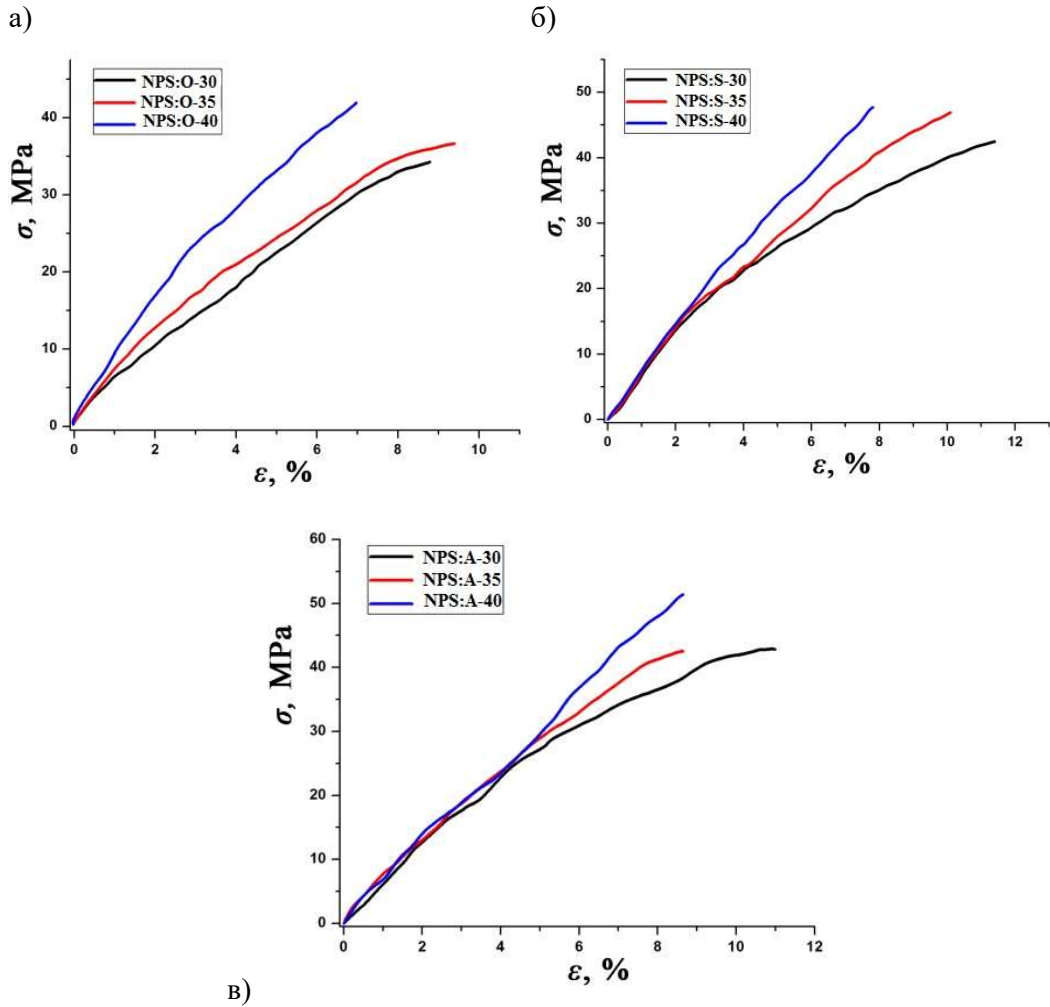 а)
б)
NPS:O-30
NPS:O-35
NPS:O-40
σ, MPa
40
30
20
10
0
0 2 4 6 8 10
ε, %
NPS:S-30
NPS:S-35
NPS:S-40
σ, MPa
50
40
30
20
10
0
0 2 4 6 8 10 12
ε, %
NPS:A-30
NPS:A-35
NPS:A-40
σ, MPa
60
50
40
30
20
10
0
0 2 4 6 8 10 12
ε, %
в)